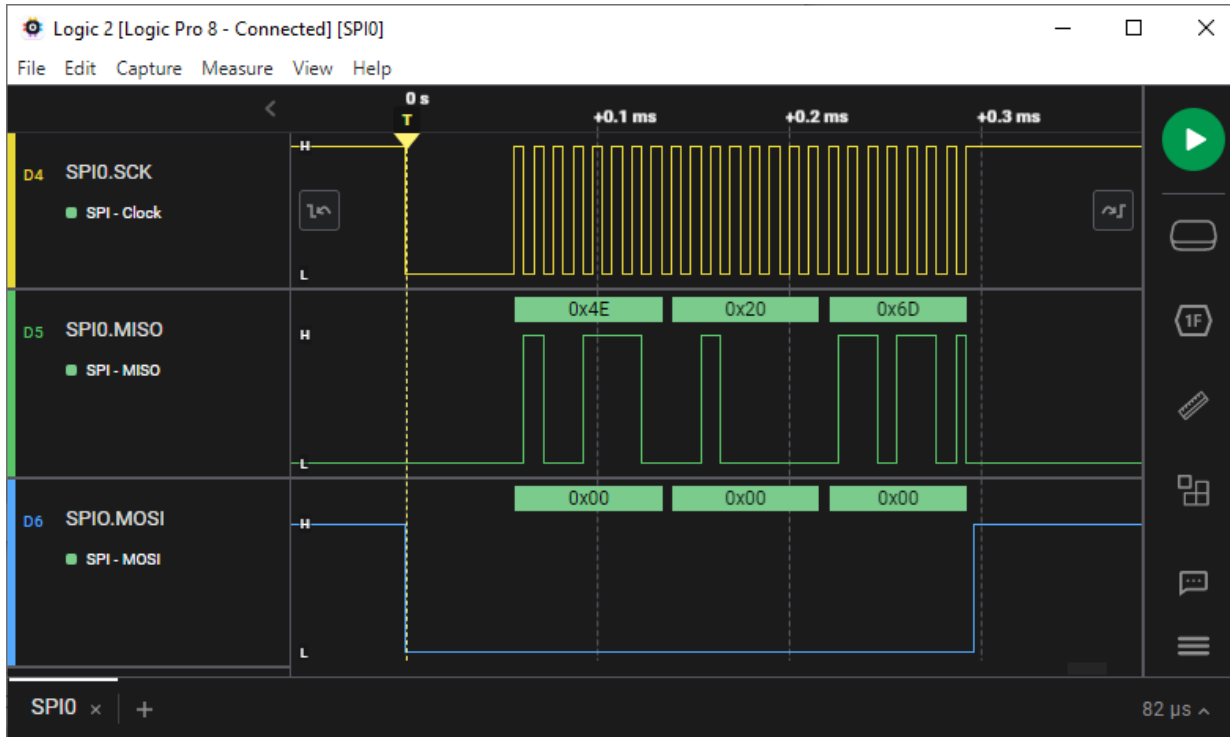 Logic 2 [Logic Pro 8 - Connected] [SPI0]
File Edit Capture Measure View Help
0 s
T
+0.1 ms +0.2 ms +0.3 ms
D4 SPI0.SCK
SPI - Clock
H
L
D5 SPI0.MISO
SPI - MISO
0x4E 0x20 0x6D
H
L
D6 SPIO.MOSI
SPI - MOSI
0x00 0x00 0x00
H
L
1F
SPI0 × +
82 µs